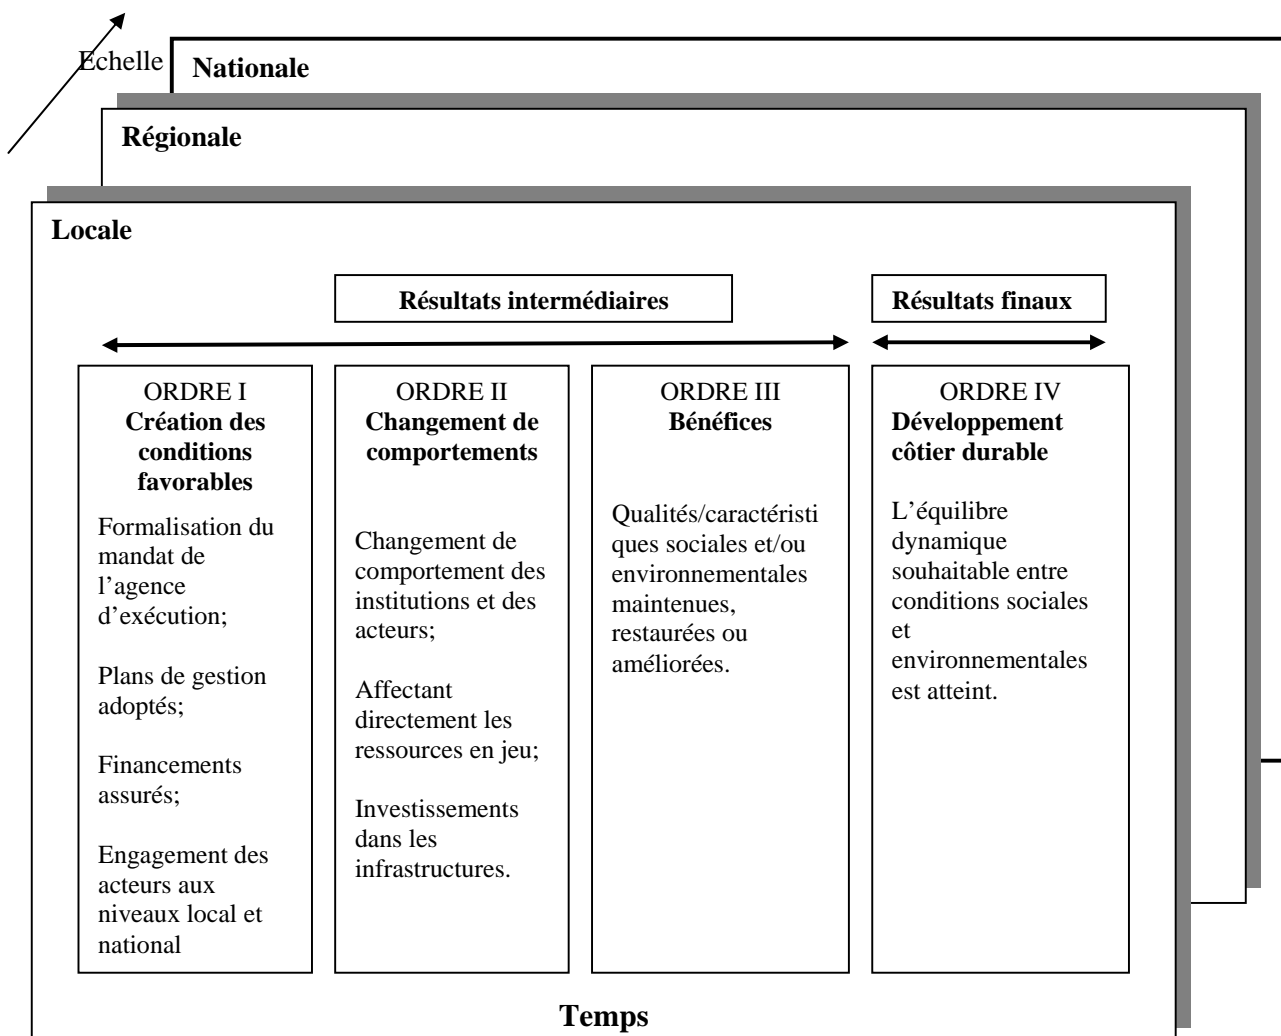 Echelle
Nationale
Régionale
Locale
Résultats intermédiaires
Résultats finaux
ORDRE I
Création des
conditions
favorables
Formalisation du
mandat de
l’agence
d’exécution;
Plans de gestion
adoptés;
Financements
assurés;
Engagement des
acteurs aux
niveaux local et
national
ORDRE II
Changement de
comportements
Changement de
comportement des
institutions et des
acteurs;
Affectant
directement les
ressources en jeu;
Investissements
dans les
infrastructures.
ORDRE III
Bénéfices
Qualités/caractéristi
ques sociales et/ou
environnementales
maintenues,
restaurées ou
améliorées.
ORDRE IV
Développement
côtier durable
L’équilibre
dynamique
souhaitable entre
conditions sociales
et
environnementales
est atteint.
Temps